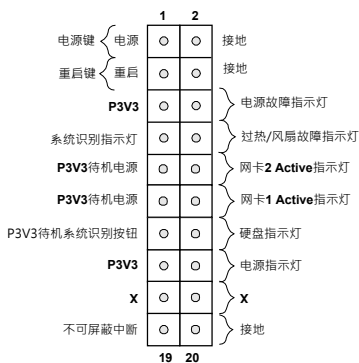 1 2
电源键 电源 接地
重启键 重启 接地
P3V3 电源故障指示灯
系统识别指示灯 过热/风扇故障指示灯
P3V3待机电源 网卡2 Active指示灯
P3V3待机电源 网卡1 Active指示灯
P3V3待机系统识别按钮 硬盘指示灯
P3V3 电源指示灯
X X
不可屏蔽中断 接地
19 20